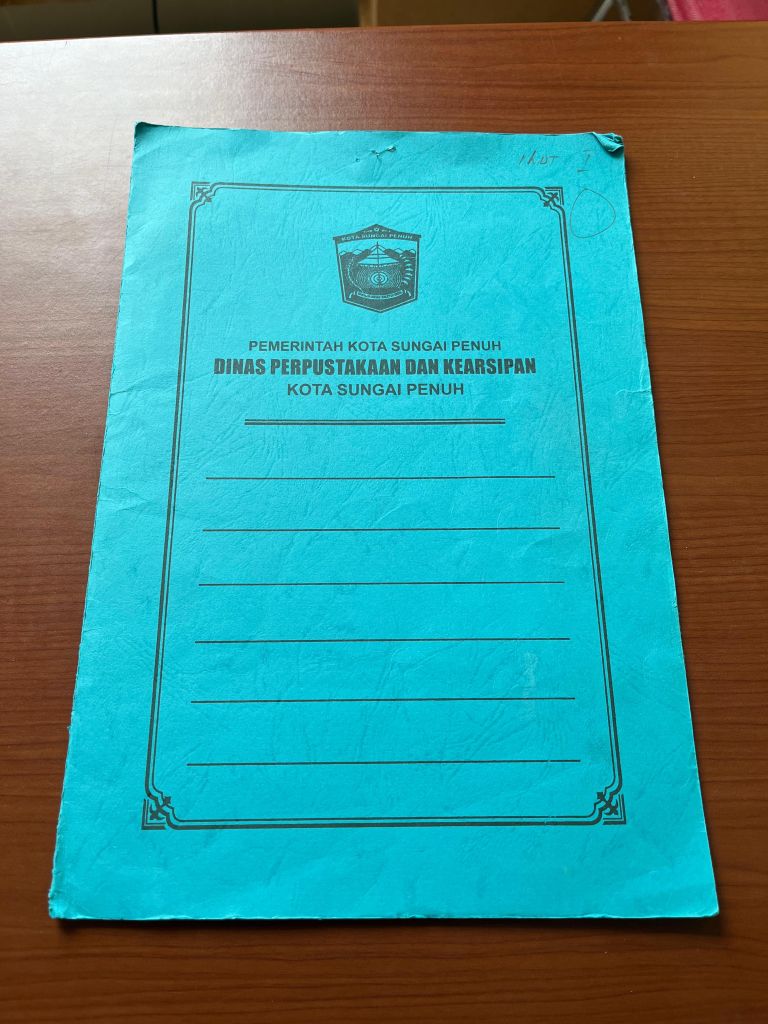 I
KOTA SUNGAI PENUH
PEMERINTAH KOTA SUNGAI PENUH
DINAS PERPUSTAKAAN DAN KEARSIPAN
KOTA SUNGAI PENUH